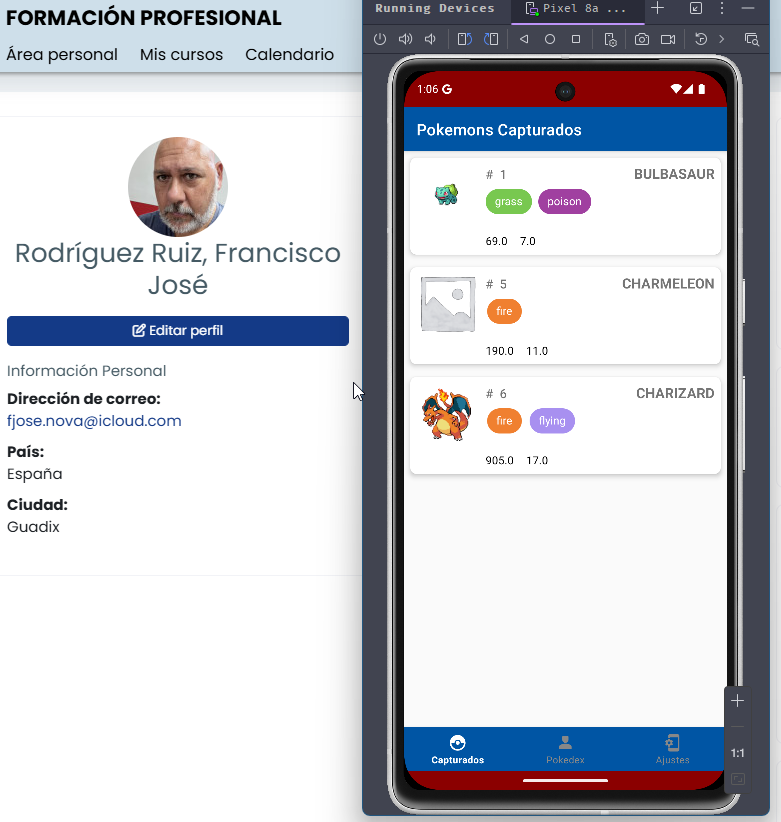 FORMACIÓN PROFESIONAL
Área personal Mis cursos Calendario
Rodríguez Ruiz, Francisco
José
Editar perfil
Información Personal
Dirección de correo:
fjose.nova@icloud.com
País:
España
Ciudad:
Guadix
Running Devices Pixel 8a ...
1:06 G
Pokemons Capturados
# 1 BULBASAUR
grass poison
69.0 7.0
# 5 CHARMELEON
fire
190.0 11.0
# 6 CHARIZARD
fire flying
905.0 17.0
Capturados Pokedex Ajustes
1:1